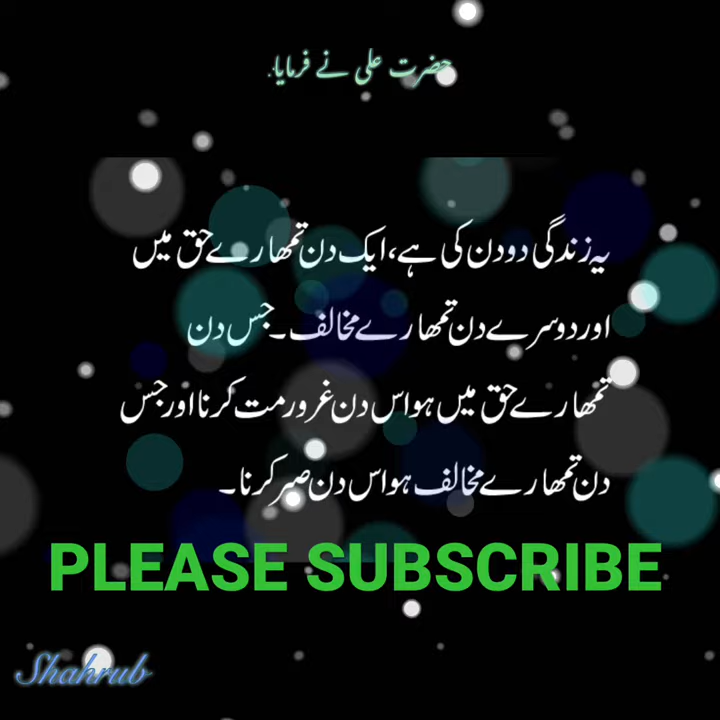 حضرت علی نے فرمایا.
یہ زندگی دو دن کی ہے، ایک دن تمھارے حق میں
اور دوسرے دن تمھارے مخالف۔ جس دن
تمھارے حق میں ہو اس دن غرور مت کرنا اور جس
دن تمھارے مخالف ہو اس دن صبر کرنا۔
PLEASE SUBSCRIBE
Shahrub